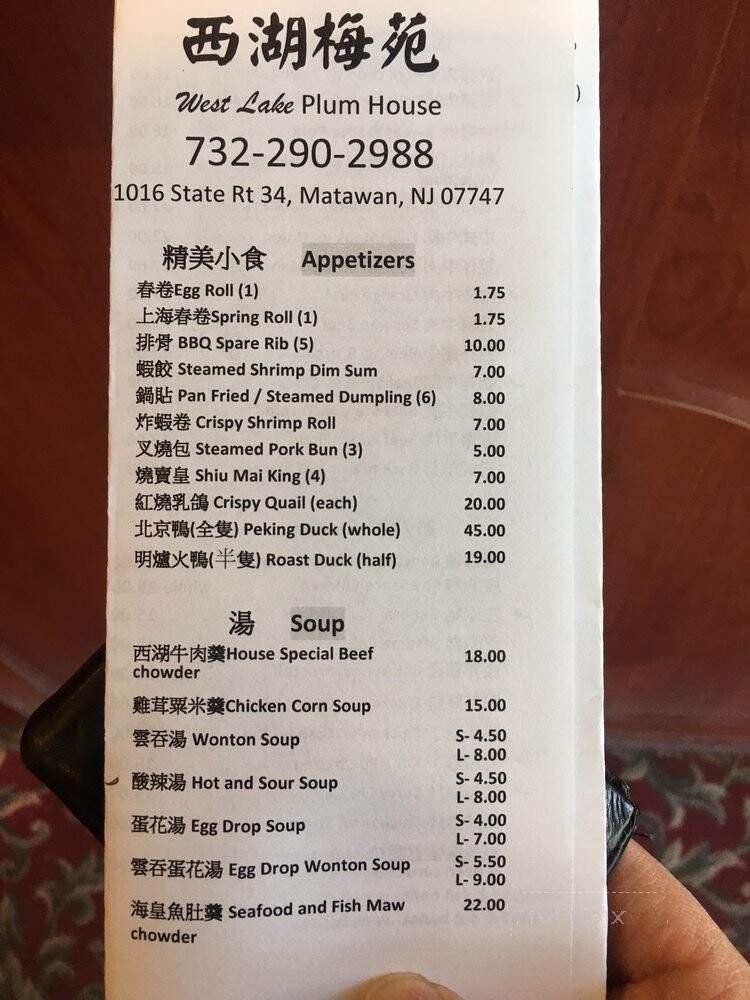 西湖梅苑
West Lake Plum House
732-290-2988
1016 State Rt 34, Matawan, NJ 07747
精美小食 Appetizers
春卷Egg Roll (1) 1.75
上海春卷Spring Roll (1) 1.75
排骨 BBQ Spare Rib (5) 10.00
蝦餃 Steamed Shrimp Dim Sum 7.00
鍋貼 Pan Fried / Steamed Dumpling (6) 8.00
炸蝦卷 Crispy Shrimp Roll 7.00
叉燒包 Steamed Pork Bun (3) 5.00
燒賣皇 Shiu Mai King (4) 7.00
紅燒乳鴿 Crispy Quail (each) 20.00
北京鴨(全隻) Peking Duck (whole) 45.00
明爐火鴨(半隻) Roast Duck (half) 19.00
湯 Soup
西湖牛肉羹House Special Beef 18.00
chowder
雞茸粟米羹Chicken Corn Soup 15.00
雲吞湯 Wonton Soup S- 4.50
L- 8.00
酸辣湯 Hot and Sour Soup S- 4.50
L- 8.00
蛋花湯 Egg Drop Soup S- 4.00
L- 7.00
雲吞蛋花湯 Egg Drop Wonton Soup S- 5.50
L- 9.00
海皇魚肚羹 Seafood and Fish Maw 22.00
chowder